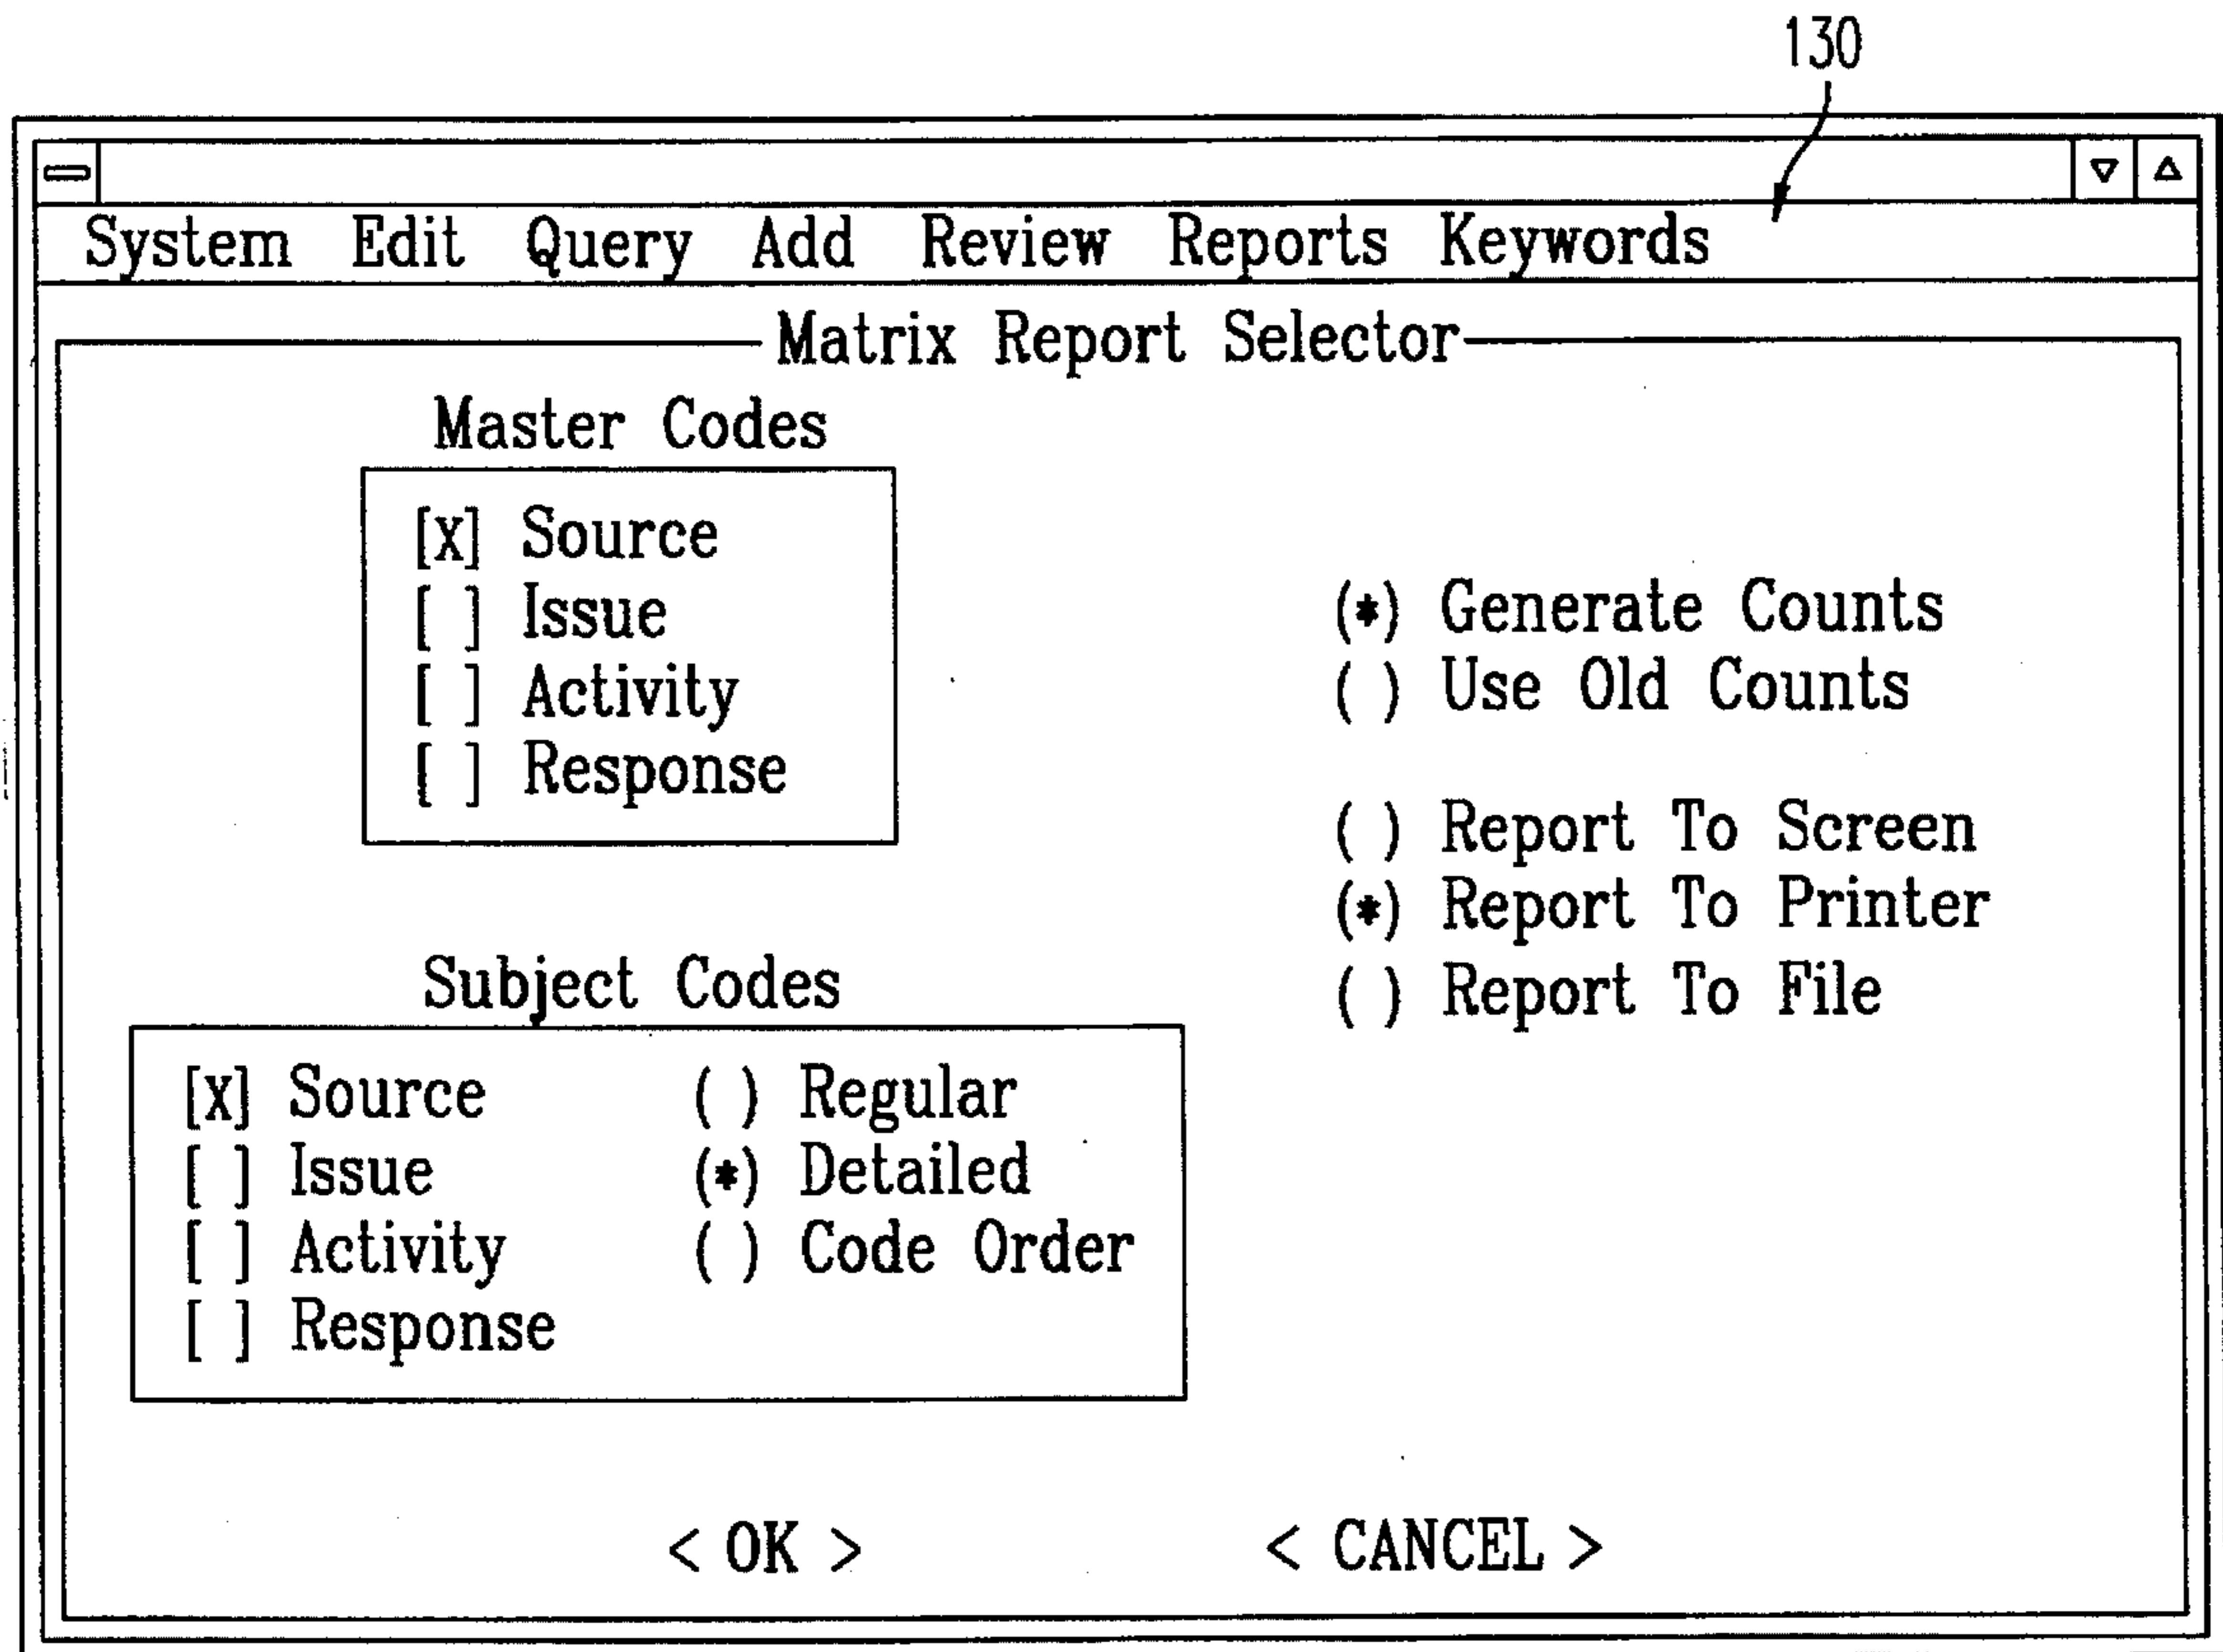 130
System Edit Query Add Review Reports Keywords
Matrix Report Selector
Master Codes
[X] Source
[ ] Issue
[ ] Activity
[ ] Response
(*) Generate Counts
( ) Use Old Counts
( ) Report To Screen
(*) Report To Printer
( ) Report To File
Subject Codes
[X] Source ( ) Regular
[ ] Issue (*) Detailed
[ ] Activity ( ) Code Order
[ ] Response
< OK > < CANCEL >